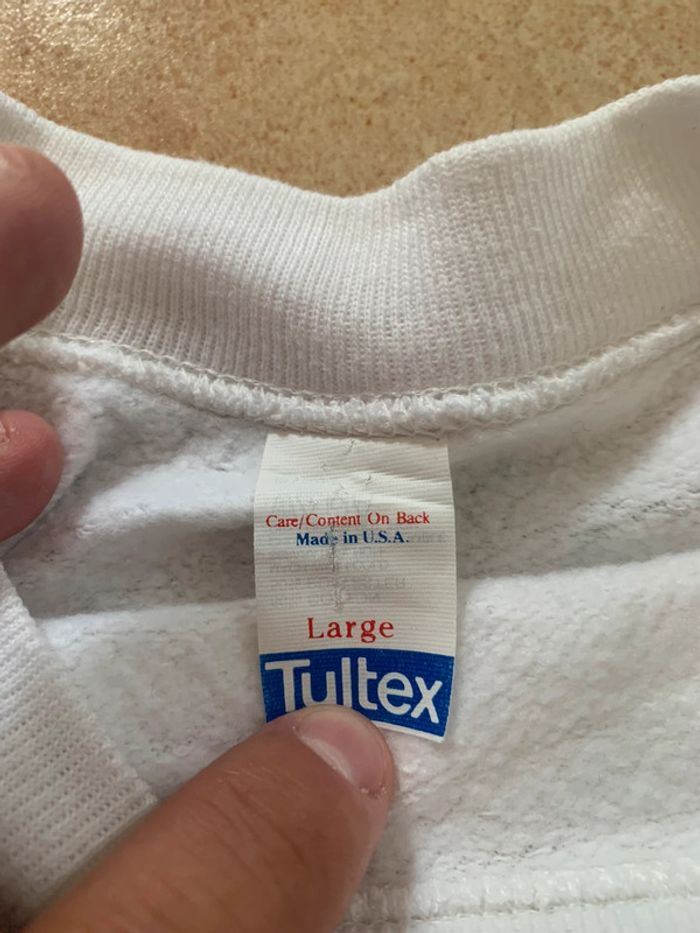 Care/Content On Back
Made in U.S.A.
Large
Tultex